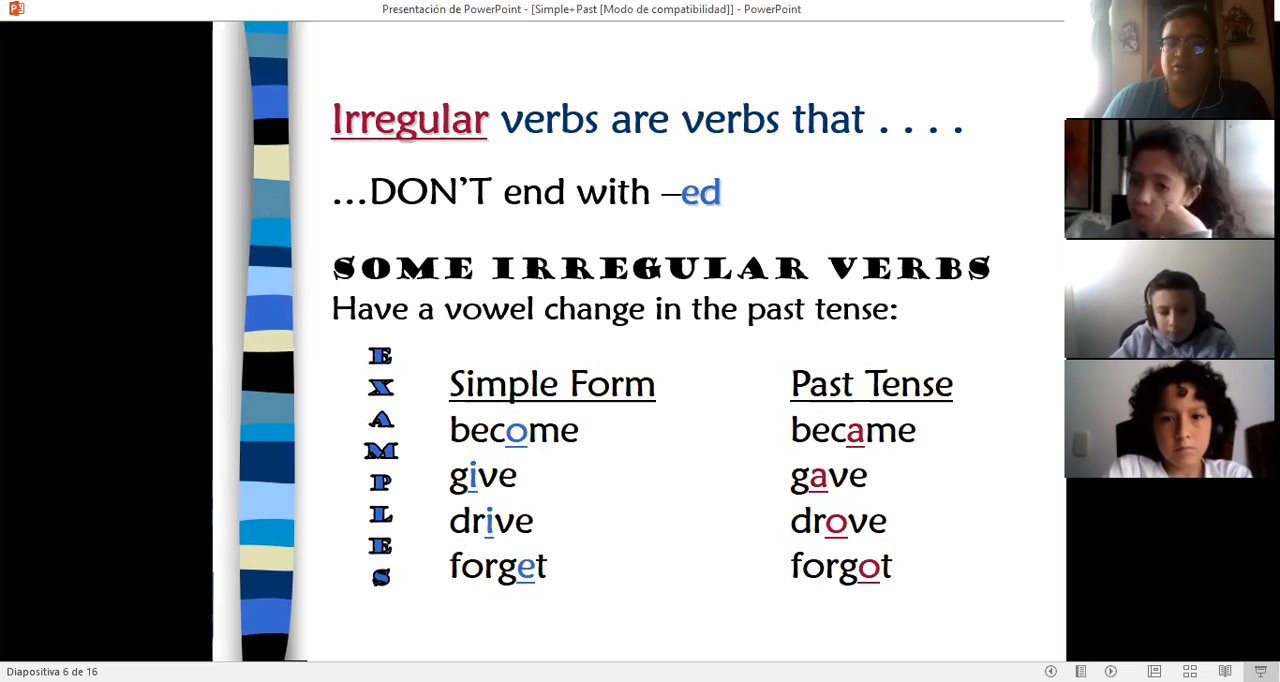 Presentación de PowerPoint - [Simple+Past [Modo de compatibilidad]] - PowerPoint
Irregular verbs are verbs that . . . .
...DON'T end with –ed
SOME IRREGULAR VERBS
Have a vowel change in the past tense:
EXAMPLES
Simple Form Past Tense
become became
give gave
drive drove
forget forgot
Diapositiva 6 de 16